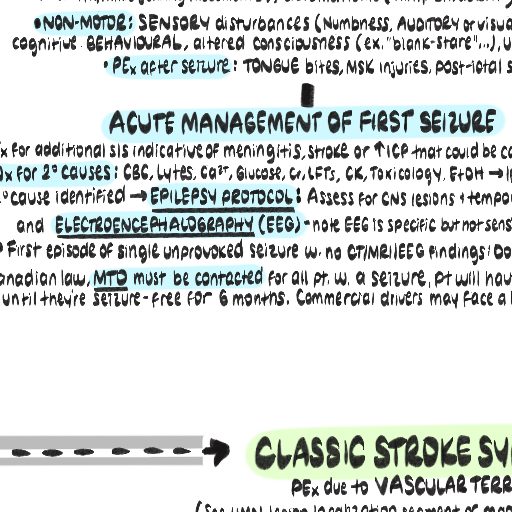 •NON-MOTOR: SENSORY disturbances (Numbness, AUDITORY or visua
cognitive BEHAVIOURAL, altered consciousness (ex. "blank-stare"...), u
• PEx after seizure: TONGUE bites, MSK injuries, post-ictal s
ACUTE MANAGEMENT OF FIRST SEIZURE
x for additional s/s indicative of meningitis, stroke or ↑ICP that could be ca
x for 2° causes: CBC, Lytes, Ca²⁺, Glucose, Cr, LFTs, CK, Toxicology, EtOH →
° cause identified → EPILEPSY PROTOCOL: Assess for CNS lesions + tempo
and ELECTROENCEPHALOGRAPHY (EEG) - note EEG is specific but not sens
First episode of single unprovoked seizure w. no CT/MRI/EEG findings: Do
anadian law, MTO must be contacted for all pt. w. a seizure, pt will hav
until they're seizure-free for 6 months. Commercial drivers may face a l
CLASSIC STROKE SY
PEx due to VASCULAR TERR